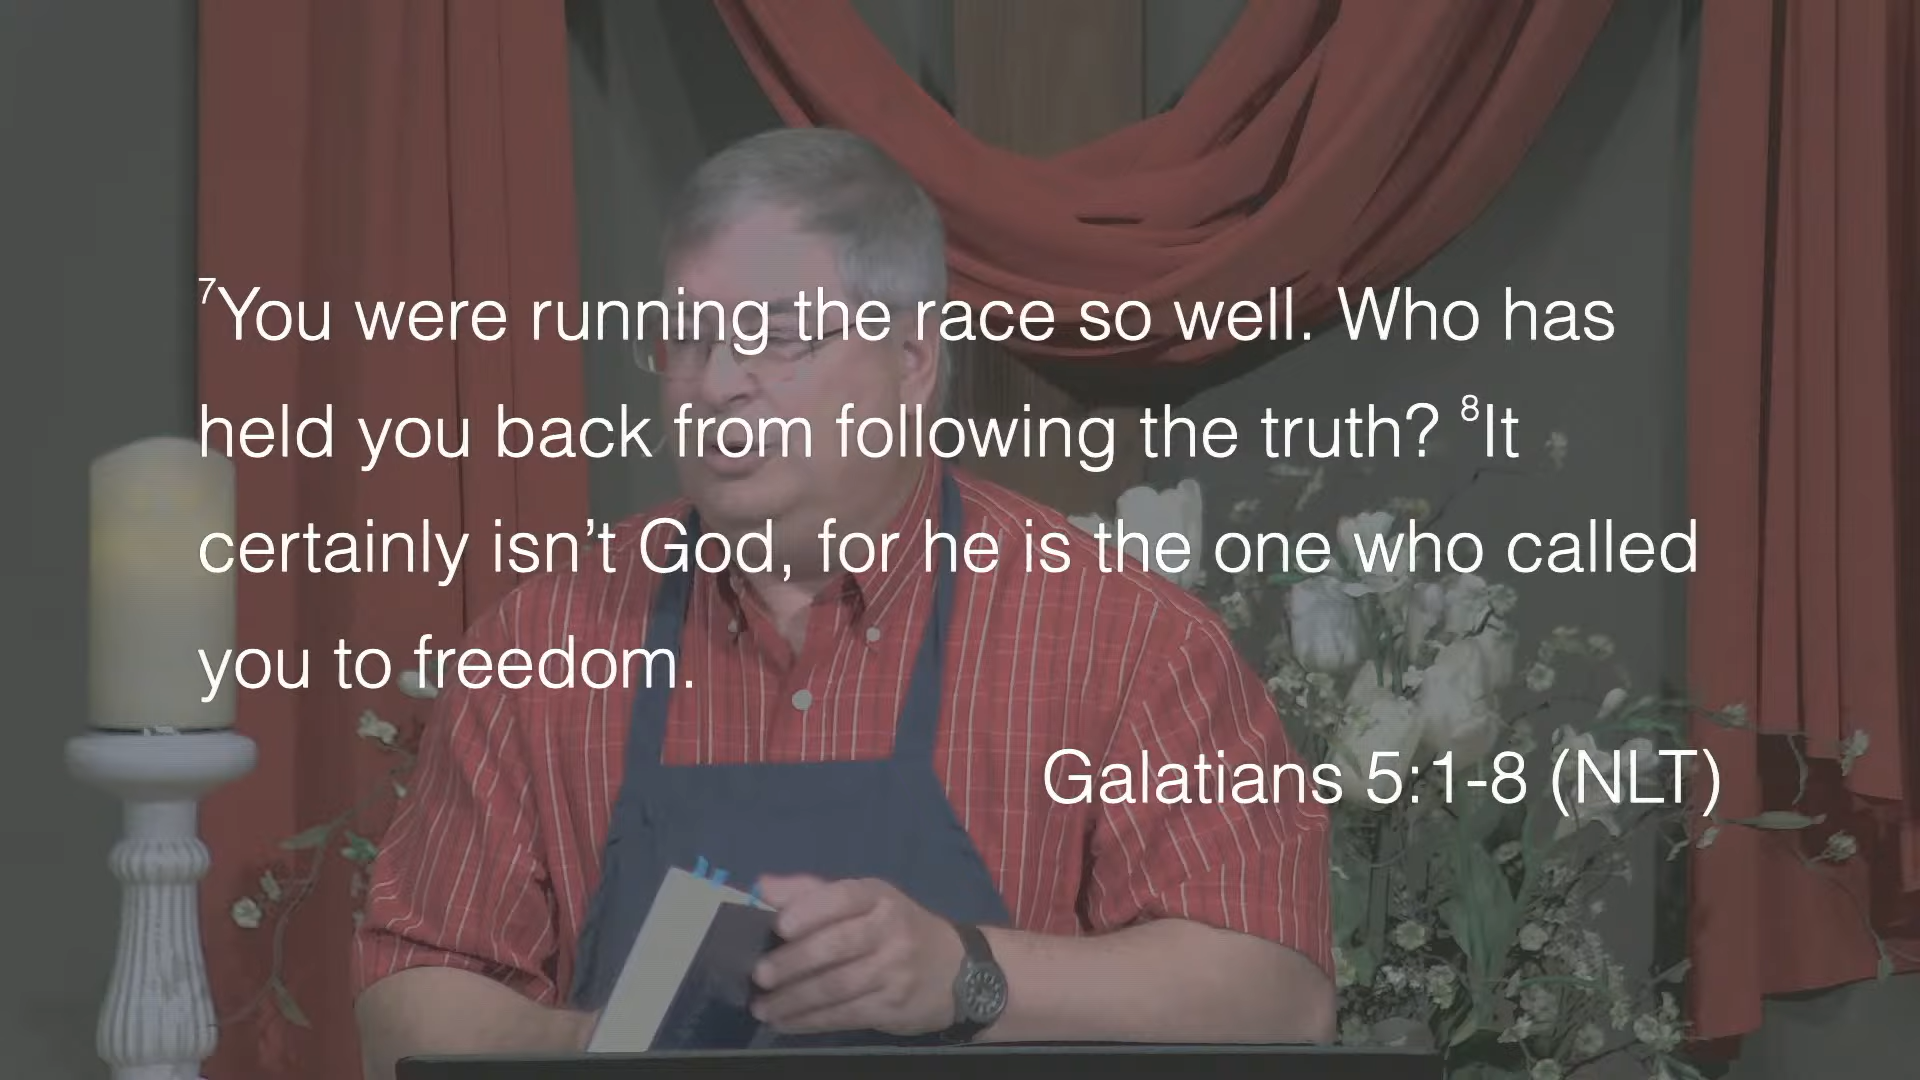 ⁷You were running the race so well. Who has
held you back from following the truth? ⁸It
certainly isn’t God, for he is the one who called
you to freedom.
Galatians 5:1-8 (NLT)